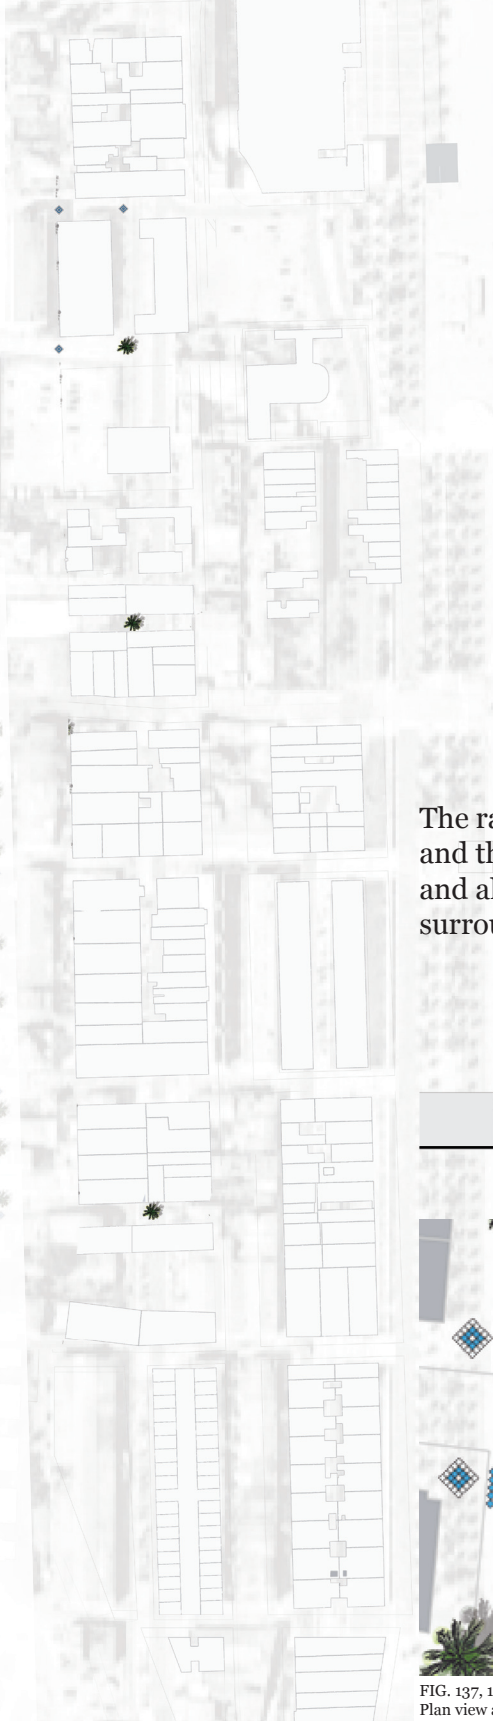 The ra
and th
and al
surrou
FIG. 137, 1
Plan view a